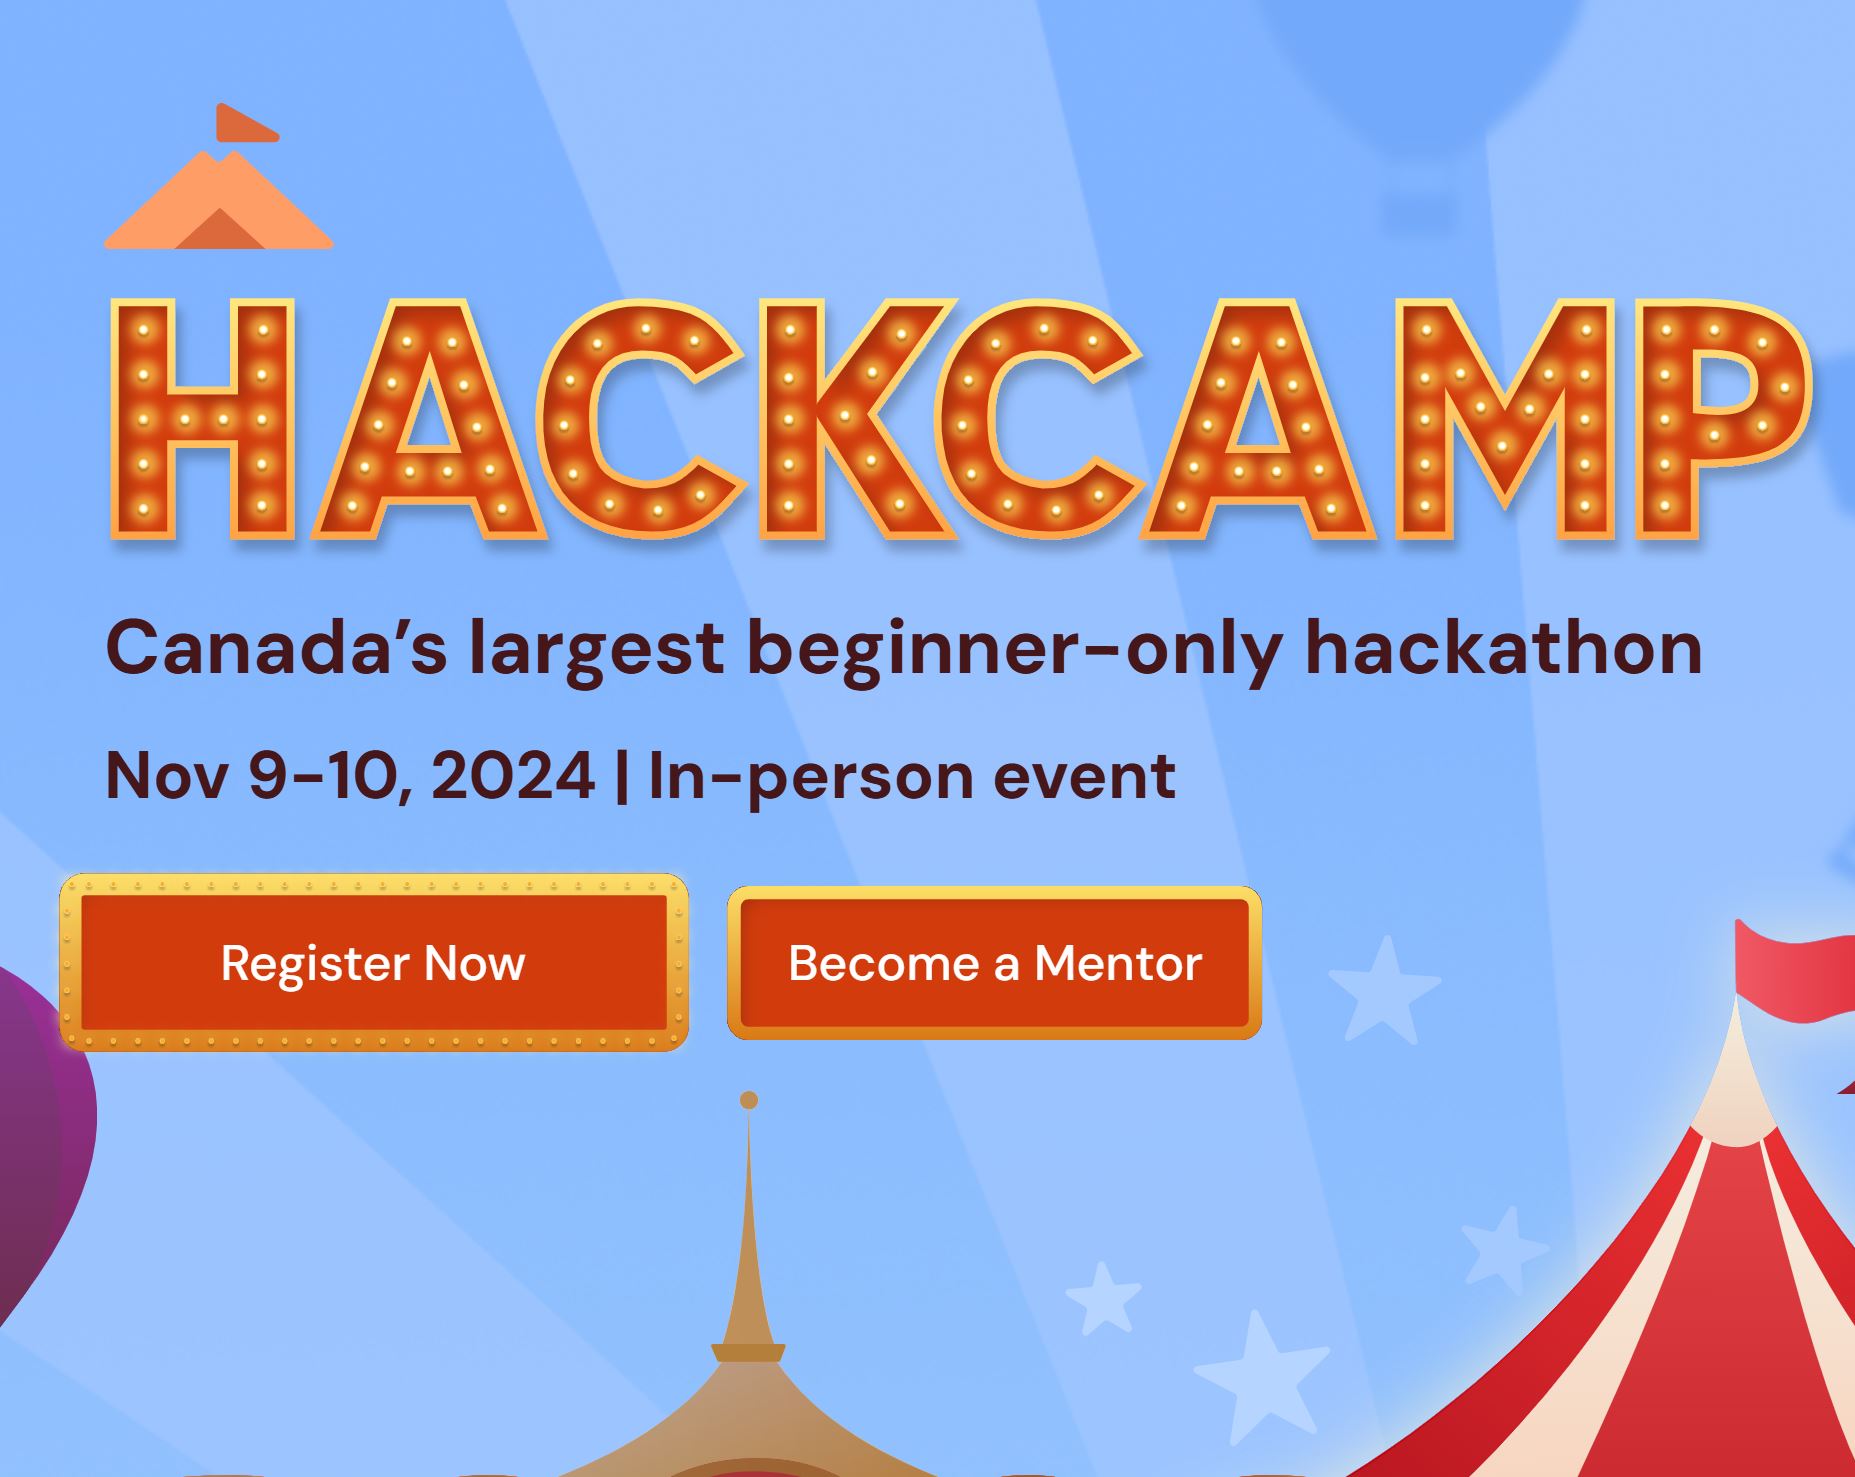 HACKCAMP
Canada’s largest beginner-only hackathon
Nov 9-10, 2024 | In-person event
Register Now
Become a Mentor